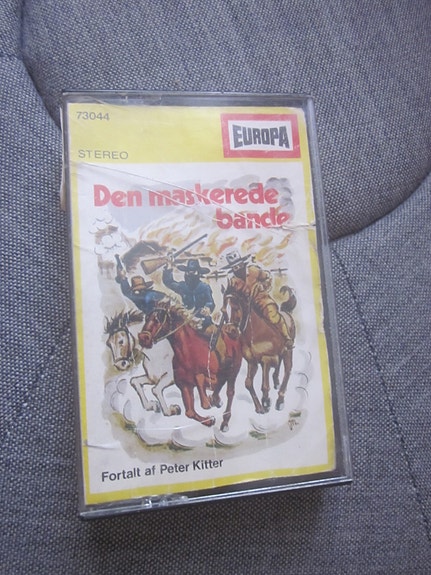 73044
EUROPA
STEREO
Den maskerede
bande
Fortalt af Peter Kitter